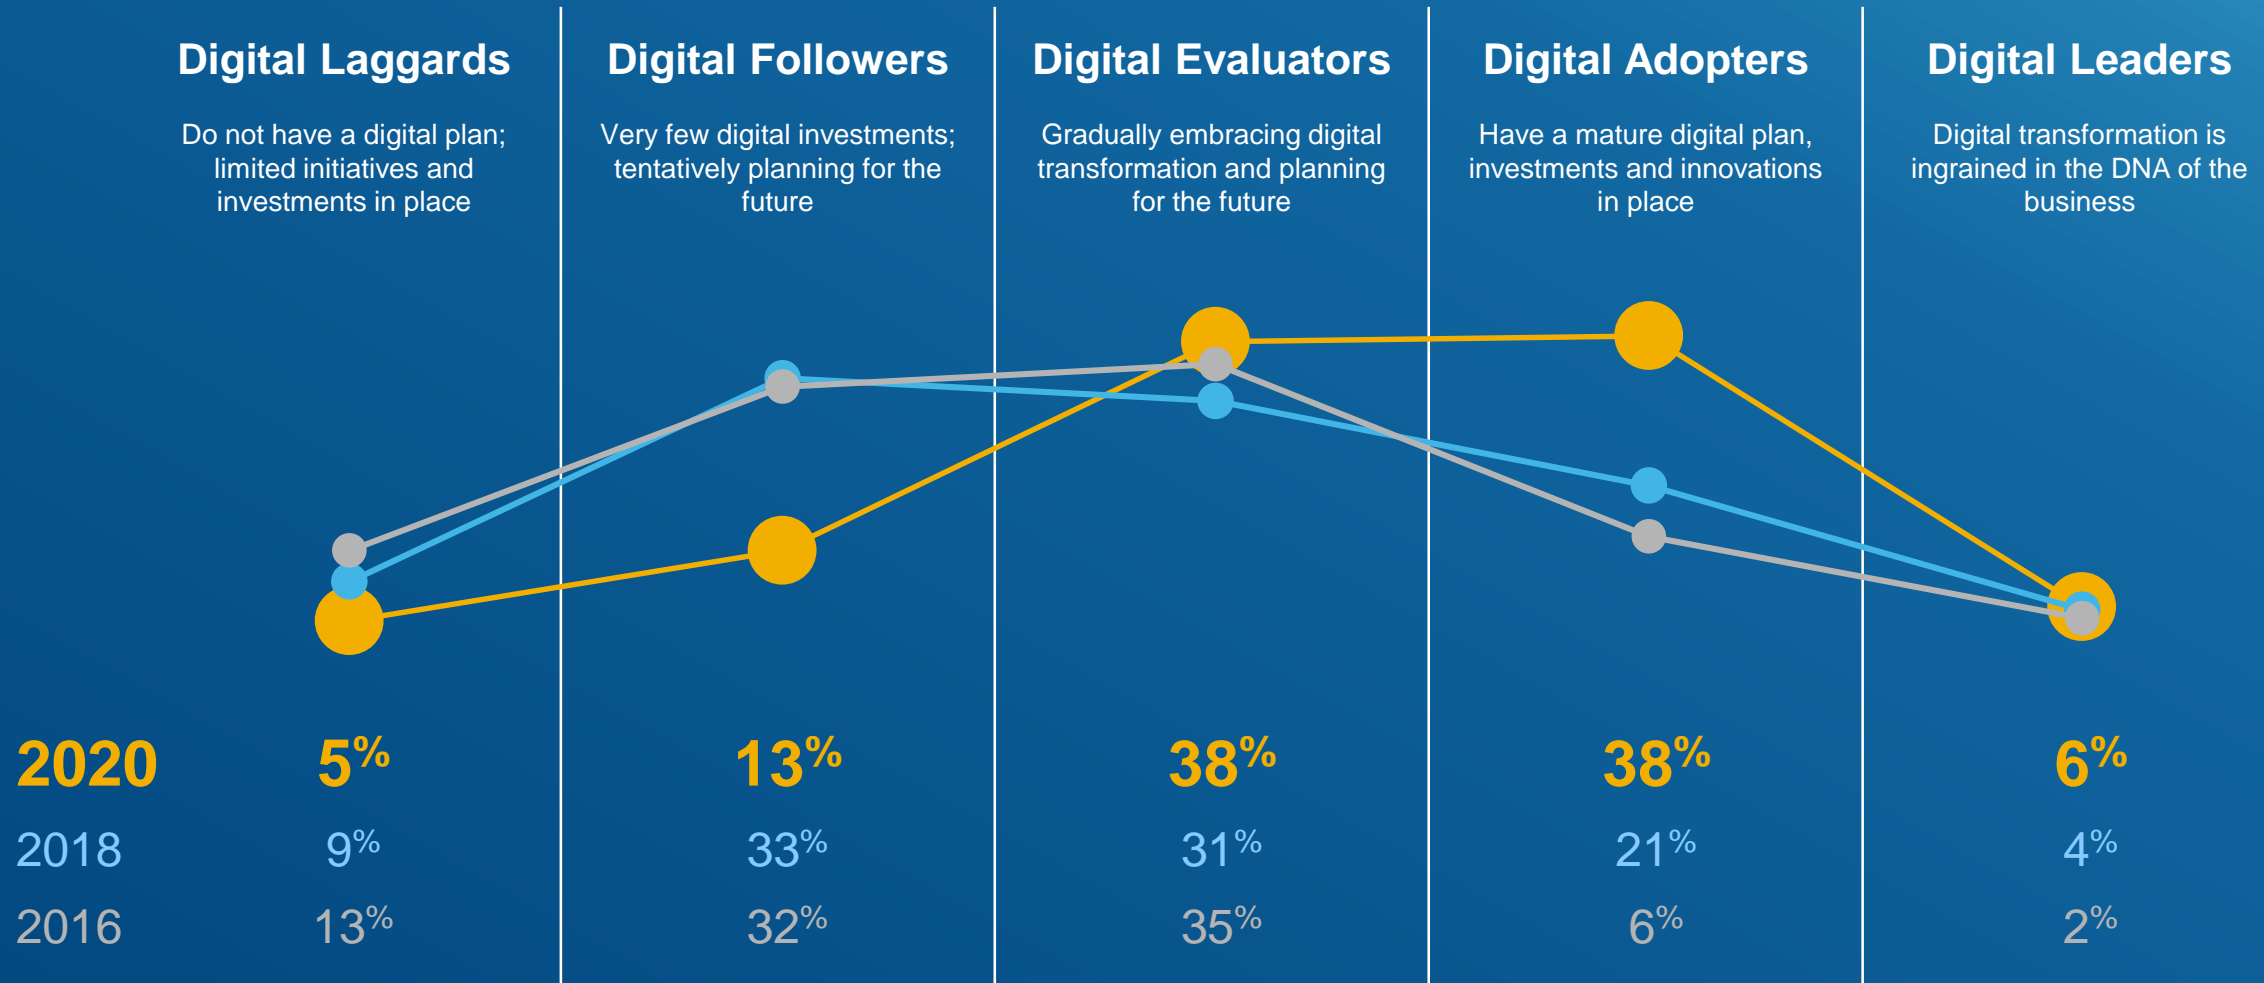 Digital Laggards
Do not have a digital plan;
limited initiatives and
investments in place
Digital Followers
Very few digital investments;
tentatively planning for the
future
Digital Evaluators
Gradually embracing digital
transformation and planning
for the future
Digital Adopters
Have a mature digital plan,
investments and innovations
in place
Digital Leaders
Digital transformation is
ingrained in the DNA of the
business
2020 5% 13% 38% 38% 6%
2018 9% 33% 31% 21% 4%
2016 13% 32% 35% 6% 2%